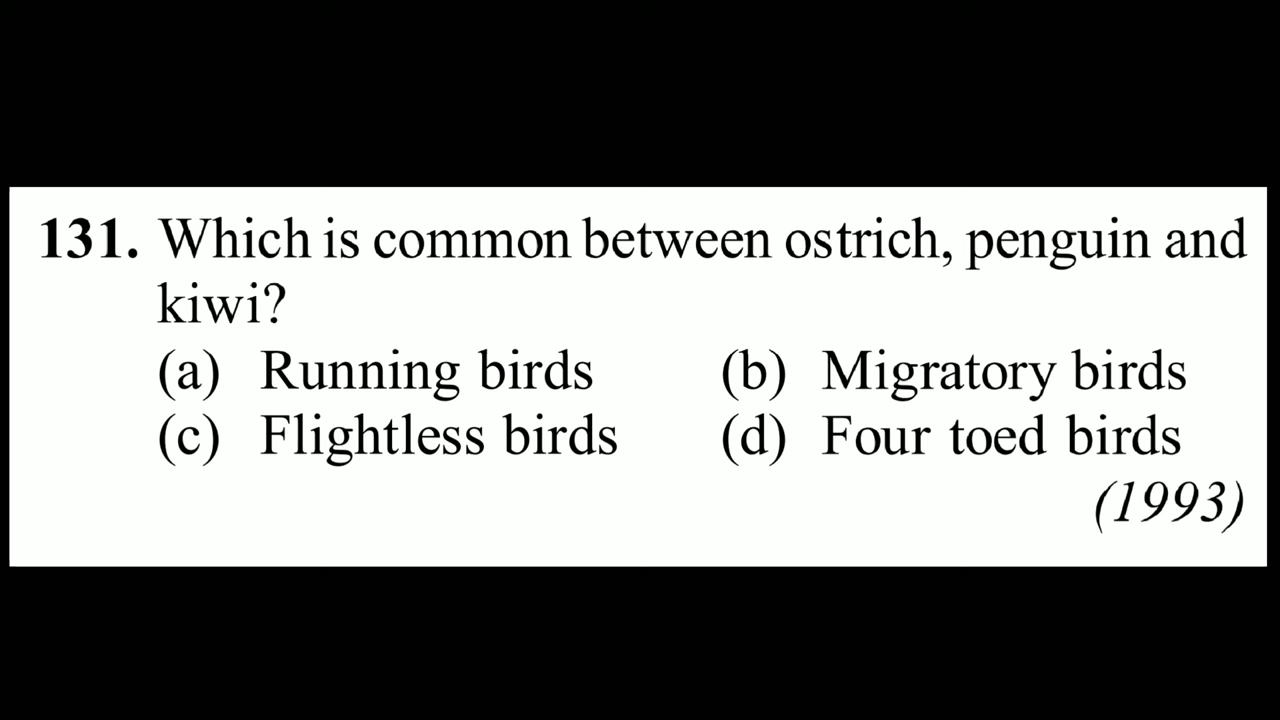 131. Which is common between ostrich, penguin and
kiwi?
(a) Running birds (b) Migratory birds
(c) Flightless birds (d) Four toed birds
(1993)